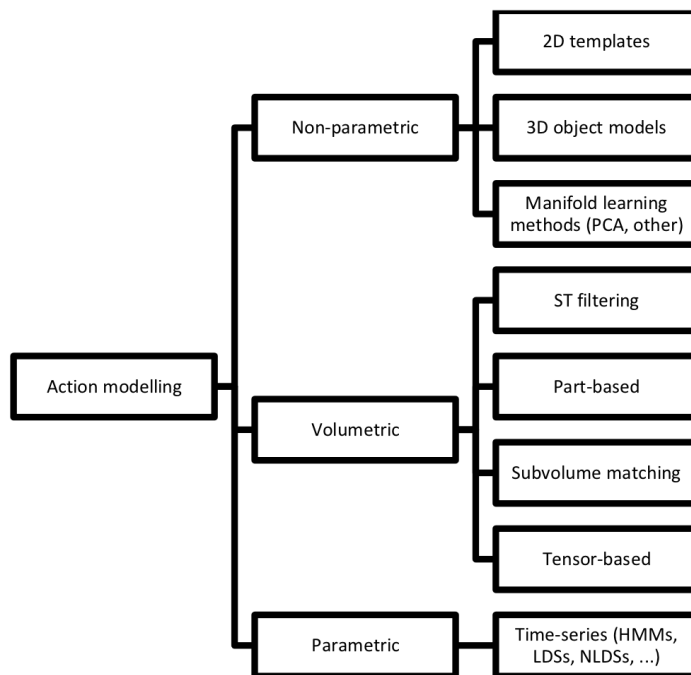 Action modelling
Non-parametric
2D templates
3D object models
Manifold learning
methods (PCA, other)
Volumetric
ST filtering
Part-based
Subvolume matching
Tensor-based
Parametric
Time-series (HMMs,
LDSs, NLDSs, ...)